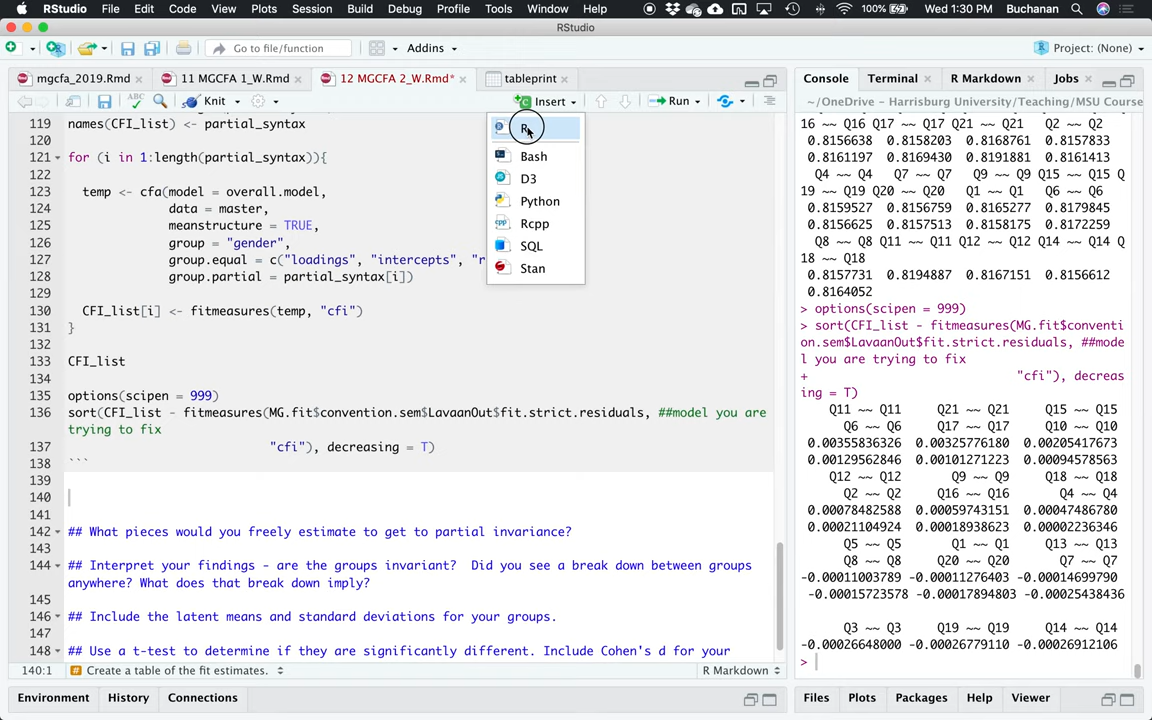 RStudio File Edit Code View Plots Session Build Debug Profile Tools Window Help 100% Wed 1:30 PM Buchanan
RStudio
Go to file/function Addins Project: (None)
mgcfa_2019.Rmd 11 MGCFA 1_W.Rmd 12 MGCFA 2_W.Rmd* tableprint
Knit Insert Run
119 names(CFI_list) <- partial_syntax
120
121 for (i in 1:length(partial_syntax)){
122
123 temp <- cfa(model = overall.model,
124 data = master,
125 meanstructure = TRUE,
126 group = "gender",
127 group.equal = c("loadings", "intercepts", "r
128 group.partial = partial_syntax[i])
129
130 CFI_list[i] <- fitmeasures(temp, "cfi")
131 }
132
133 CFI_list
134
135 options(scipen = 999)
136 sort(CFI_list - fitmeasures(MG.fit$convention.sem$LavaanOut$fit.strict.residuals, ##model you are
trying to fix
137 "cfi"), decreasing = T)
138 ```
139
140
141
142 ## What pieces would you freely estimate to get to partial invariance?
143
144 ## Interpret your findings - are the groups invariant? Did you see a break down between groups
anywhere? What does that break down imply?
145
146 ## Include the latent means and standard deviations for your groups.
147
148 ## Use a t-test to determine if they are significantly different. Include Cohen's d for your
140:1 # Create a table of the fit estimates. R Markdown
Environment History Connections
R
Bash
D3
Python
Rcpp
SQL
Stan
Console Terminal R Markdown Jobs
~/OneDrive - Harrisburg University/Teaching/MSU Course
16 ~~ Q16 Q17 ~~ Q17 Q21 ~~ Q21 Q2 ~~ Q2
0.8156638 0.8158203 0.8168761 0.8157833
0.8161197 0.8169430 0.8191881 0.8161413
Q4 ~~ Q4 Q7 ~~ Q7 Q9 ~~ Q9 Q15 ~~ Q15 Q
19 ~~ Q19 Q20 ~~ Q20 Q1 ~~ Q1 Q6 ~~ Q6
0.8159527 0.8156759 0.8165277 0.8179845
0.8156625 0.8157513 0.8158151 0.8172259
Q8 ~~ Q8 Q11 ~~ Q11 Q12 ~~ Q12 Q14 ~~ Q14 Q
18 ~~ Q18
0.8157731 0.8194887 0.8167151 0.8156612
0.8164052
> options(scipen = 999)
> sort(CFI_list - fitmeasures(MG.fit$conventi
on.sem$LavaanOut$fit.strict.residuals, ##mode
l you are trying to fix
+ "cfi"), decreas
ing = T)
Q11 ~~ Q11 Q21 ~~ Q21 Q15 ~~ Q15
Q6 ~~ Q6 Q17 ~~ Q17 Q10 ~~ Q10
0.00355836326 0.00325776180 0.00205417673
0.00129562846 0.00101271223 0.00094578563
Q12 ~~ Q12 Q9 ~~ Q9 Q18 ~~ Q18
Q2 ~~ Q2 Q16 ~~ Q16 Q4 ~~ Q4
0.00078482588 0.00059743151 0.00047486780
0.00021104924 0.00018938623 0.00002236346
Q5 ~~ Q5 Q1 ~~ Q1 Q13 ~~ Q13
Q8 ~~ Q8 Q20 ~~ Q20 Q7 ~~ Q7
-0.00011003789 -0.00011276403 -0.00014699790
-0.00015723578 -0.00017894803 -0.00025438436
Q3 ~~ Q3 Q19 ~~ Q19 Q14 ~~ Q14
-0.00026648000 -0.00026779110 -0.00026912106
>
Files Plots Packages Help Viewer